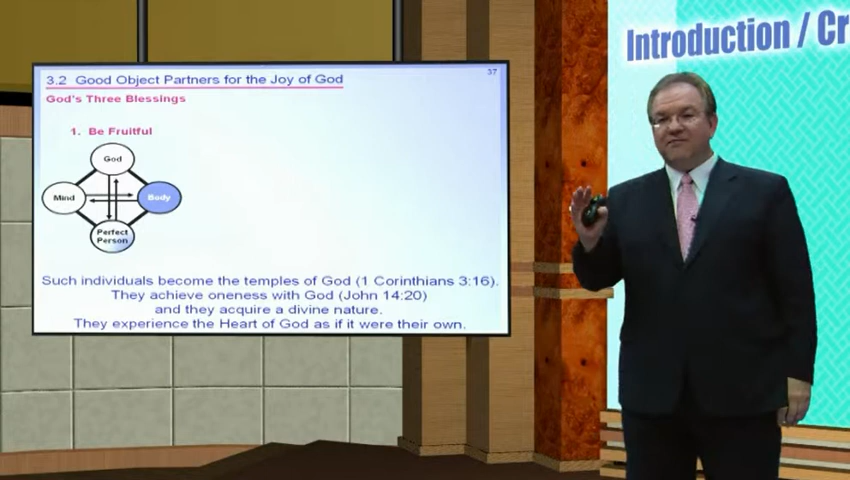 Introduction / Cr
3.2 Good Object Partners for the Joy of God
37
God's Three Blessings
1. Be Fruitful
God
Mind
Body
Perfect
Person
Such individuals become the temples of God (1 Corinthians 3:16).
They achieve oneness with God (John 14:20)
and they acquire a divine nature.
They experience the Heart of God as if it were their own.